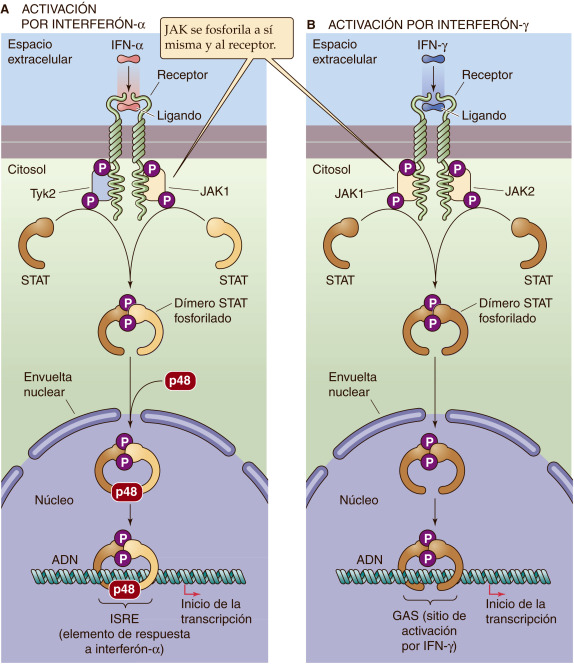 A ACTIVACIÓN
POR INTERFERÓN-α
JAK se fosforila a sí
misma y al receptor.
Espacio
extracelular
IFN-α
Receptor
Ligando
Citosol
P
P
Tyk2
JAK1
P
P
STAT
STAT
P
P
Dímero STAT
fosforilado
Envuelta
nuclear
p48
P
P
Núcleo
p48
P
P
ADN
p48
Inicio de la
transcripción
ISRE
(elemento de respuesta
a interferón-α)
B ACTIVACIÓN POR INTERFERÓN-γ
Espacio
extracelular
IFN-γ
Receptor
Ligando
Citosol
P
P
JAK1
JAK2
P
P
STAT
STAT
P
P
Dímero STAT
fosforilado
Envuelta
nuclear
P
P
Núcleo
P
P
ADN
Inicio de la
transcripción
GAS (sitio de
activación
por IFN-γ)